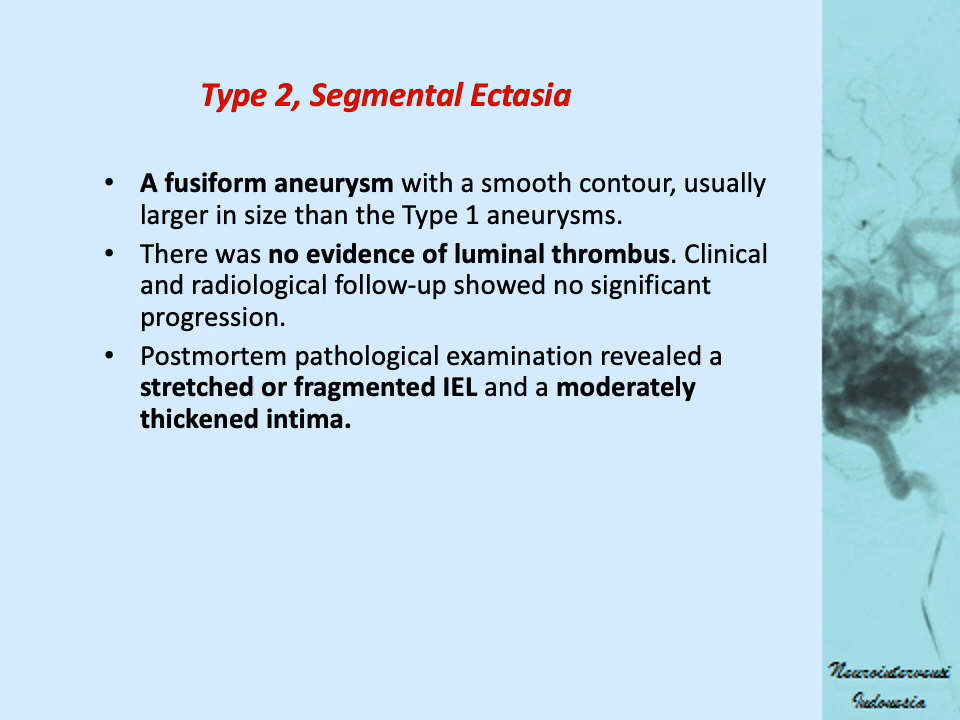 Type 2, Segmental Ectasia
• A fusiform aneurysm with a smooth contour, usually
larger in size than the Type 1 aneurysms.
• There was no evidence of luminal thrombus. Clinical
and radiological follow-up showed no significant
progression.
• Postmortem pathological examination revealed a
stretched or fragmented IEL and a moderately
thickened intima.
Neurointervensi
Indonesia